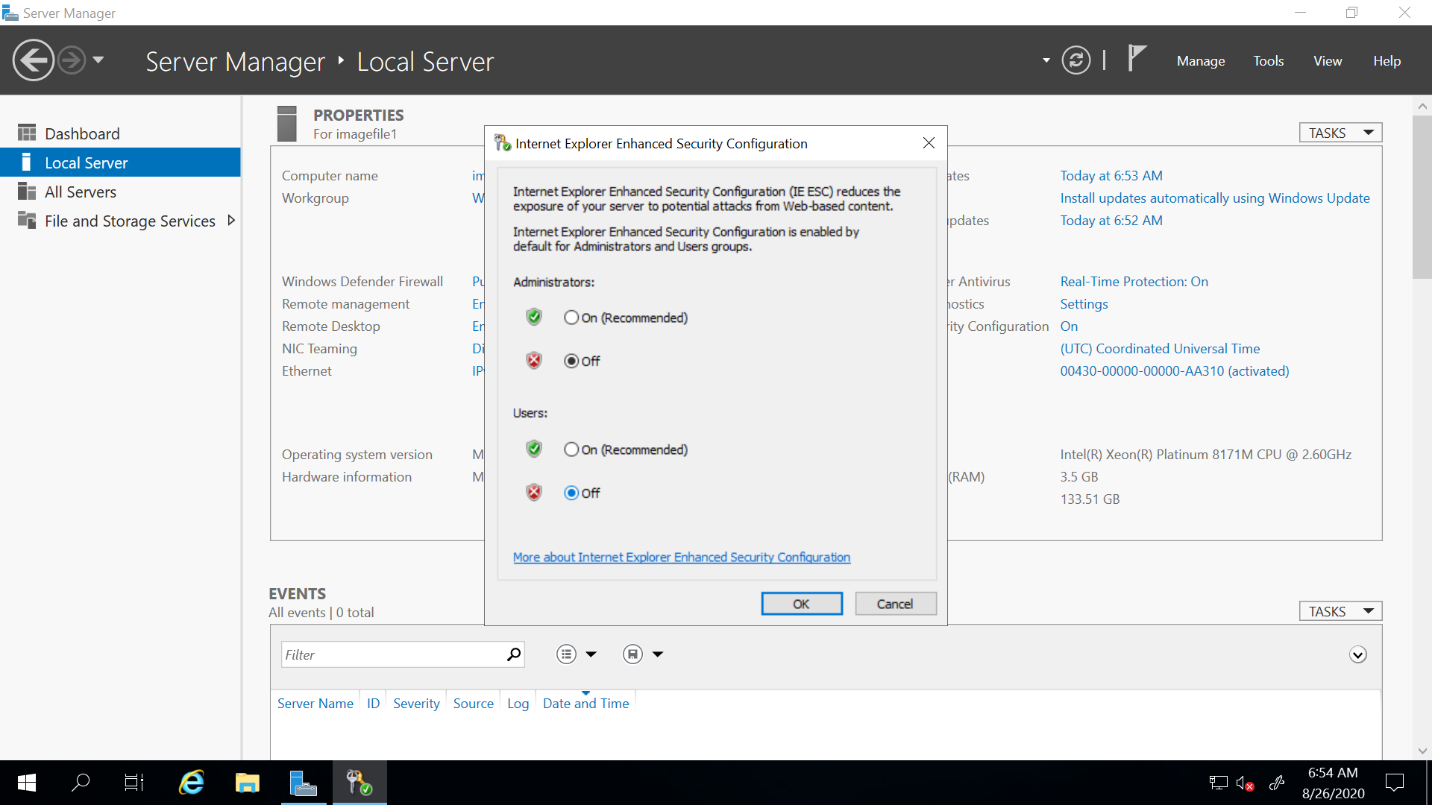 Server Manager
Server Manager ‣ Local Server
Manage Tools View Help
Dashboard
Local Server
All Servers
File and Storage Services
PROPERTIES
For imagefile1
TASKS
Computer name
Workgroup
Windows Defender Firewall
Remote management
Remote Desktop
NIC Teaming
Ethernet
Operating system version
Hardware information
Internet Explorer Enhanced Security Configuration
Internet Explorer Enhanced Security Configuration (IE ESC) reduces the
exposure of your server to potential attacks from Web-based content.
Internet Explorer Enhanced Security Configuration is enabled by
default for Administrators and Users groups.
Administrators:
On (Recommended)
Off
Users:
On (Recommended)
Off
More about Internet Explorer Enhanced Security Configuration
OK Cancel
Today at 6:53 AM
Install updates automatically using Windows Update
Today at 6:52 AM
Antivirus Real-Time Protection: On
Settings
Configuration On
(UTC) Coordinated Universal Time
00430-00000-00000-AA310 (activated)
Intel(R) Xeon(R) Platinum 8171M CPU @ 2.60GHz
(RAM) 3.5 GB
133.51 GB
EVENTS
All events | 0 total
TASKS
Filter
Server Name ID Severity Source Log Date and Time
6:54 AM
8/26/2020